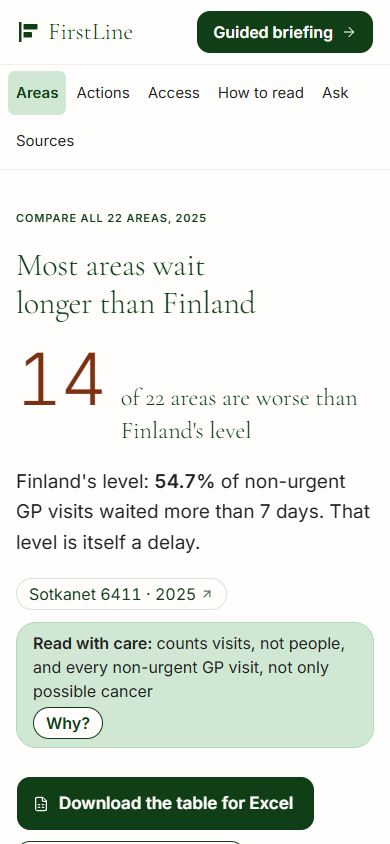 FirstLine
Guided briefing →
Areas Actions Access How to read Ask
Sources
COMPARE ALL 22 AREAS, 2025
Most areas wait
longer than Finland
14 of 22 areas are worse than
Finland's level
Finland's level: 54.7% of non-urgent
GP visits waited more than 7 days. That
level is itself a delay.
Sotkanet 6411 · 2025 ↗
Read with care: counts visits, not people,
and every non-urgent GP visit, not only
possible cancer
Why?
Download the table for Excel